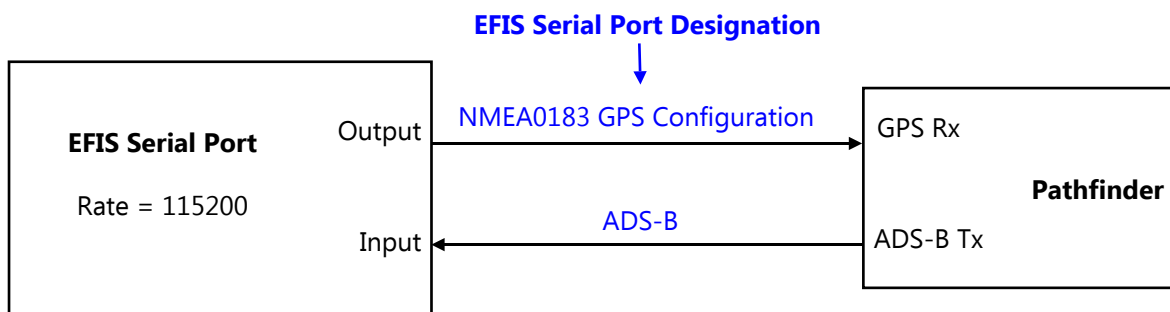 EFIS Serial Port Designation
NMEA0183 GPS Configuration
Output
GPS Rx
EFIS Serial Port
Pathfinder
Rate = 115200
ADS-B
Input
ADS-B Tx